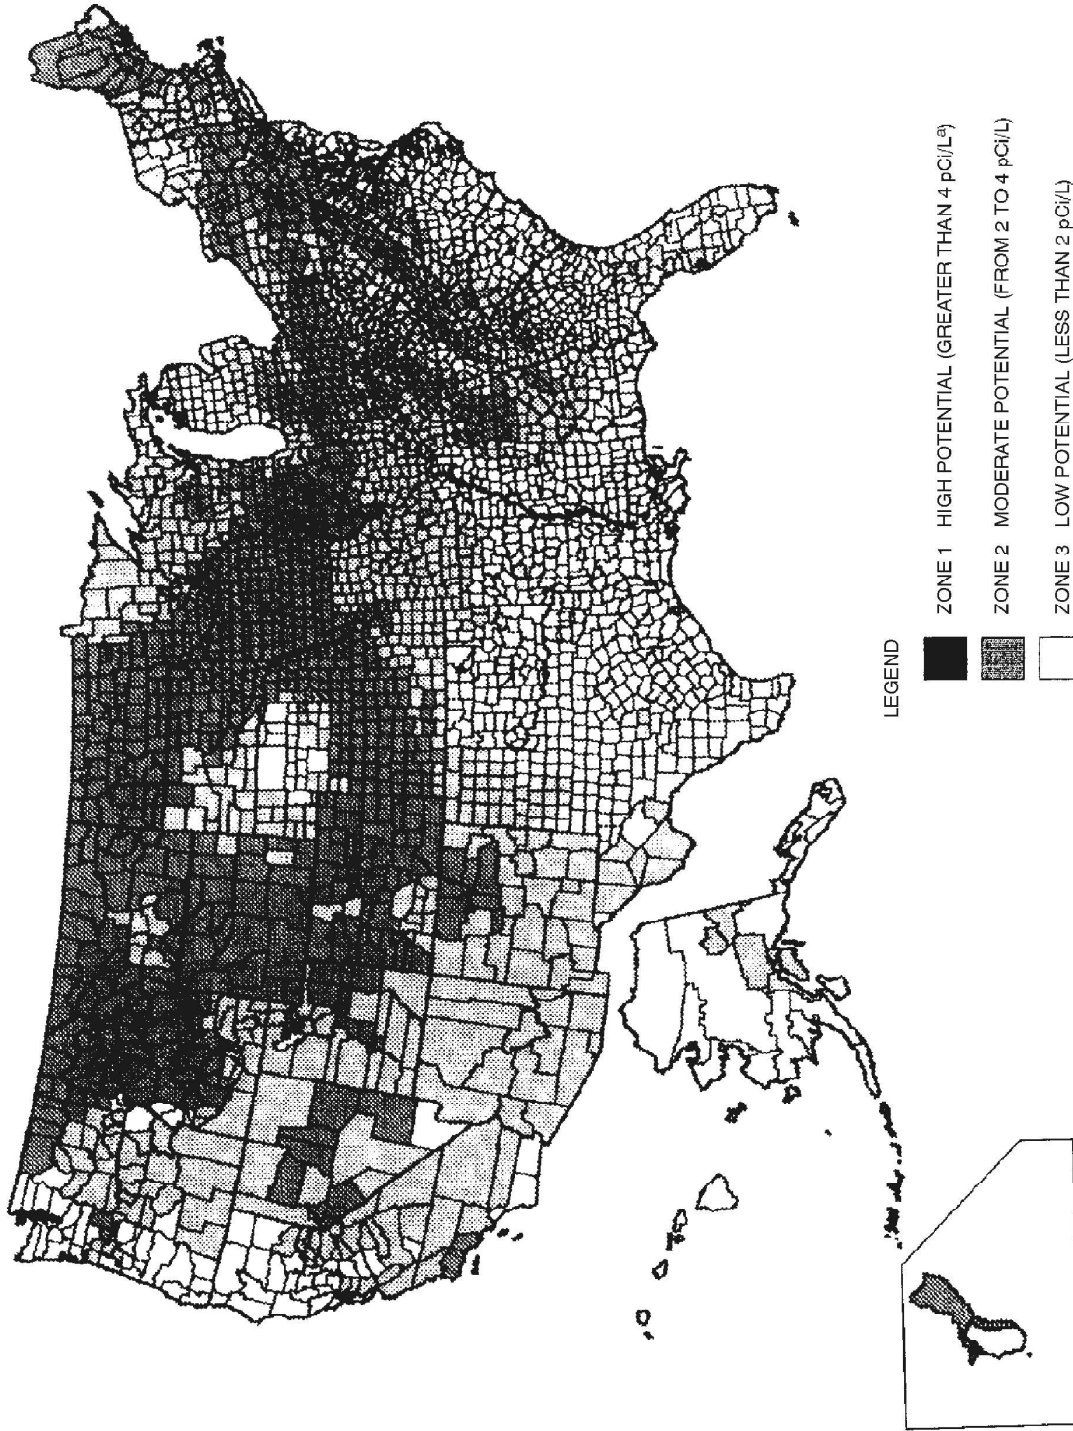 LEGEND
ZONE 1 HIGH POTENTIAL (GREATER THAN 4 pCi/Lª)
ZONE 2 MODERATE POTENTIAL (FROM 2 TO 4 pCi/L)
ZONE 3 LOW POTENTIAL (LESS THAN 2 pCi/L)